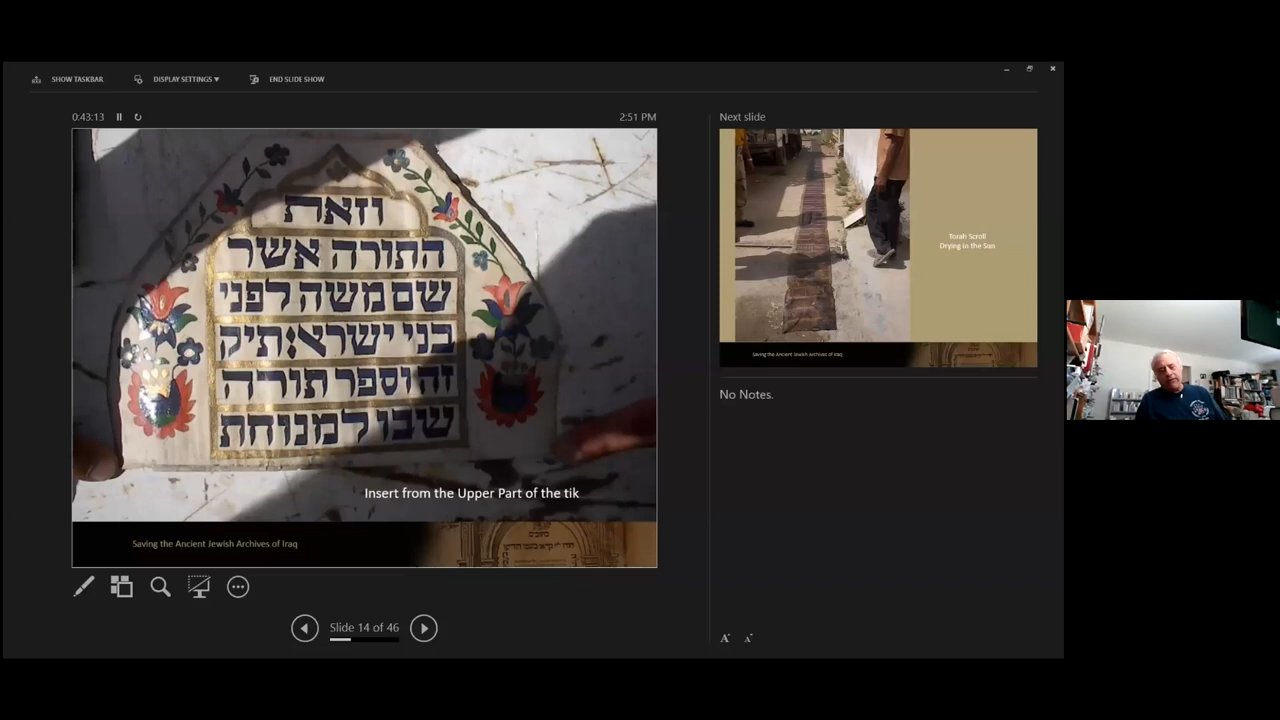 SHOW TASKBAR
DISPLAY SETTINGS ▼
END SLIDE SHOW
0:43:13
2:51 PM
וזאת
התורה אשר
שם משה לפני
בני ישרא׃תיק
זה וספר תורה
שבו למנוחת
Insert from the Upper Part of the tik
Saving the Ancient Jewish Archives of Iraq
Slide 14 of 46
Next slide
Torah Scroll
Drying in the Sun
Saving the Ancient Jewish Archives of Iraq
No Notes.